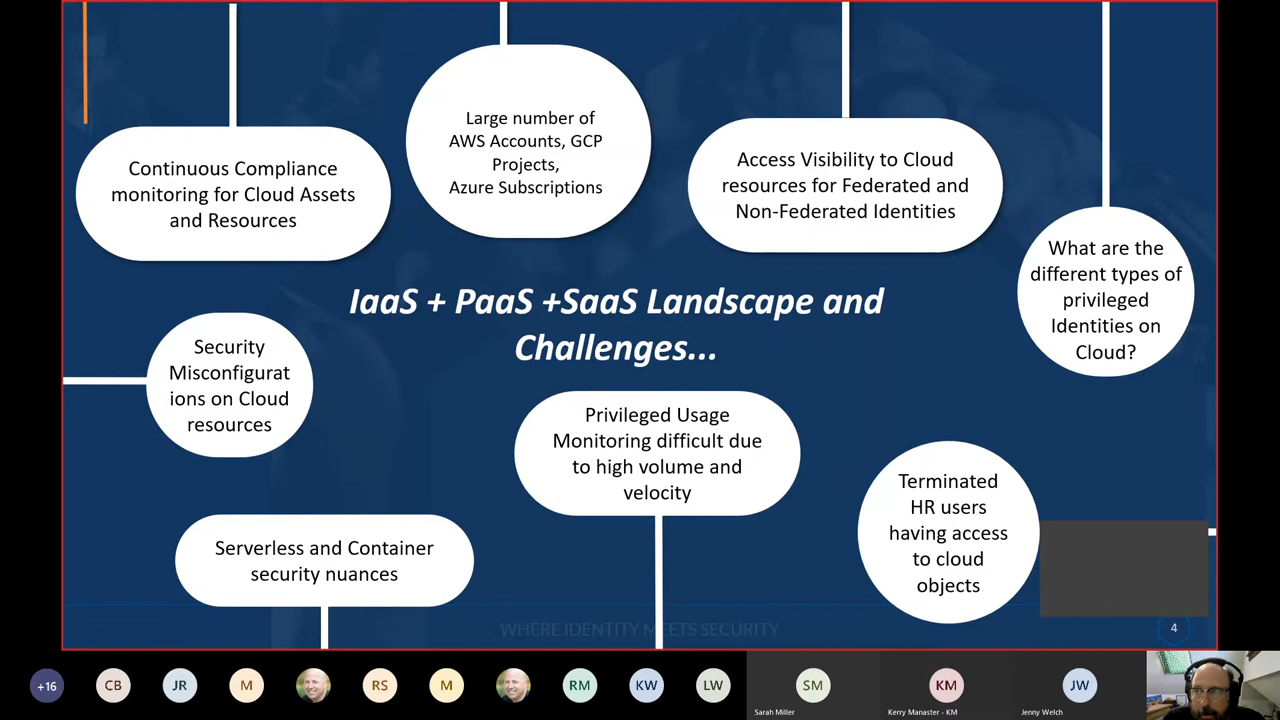 Large number of
AWS Accounts, GCP
Projects,
Azure Subscriptions
Continuous Compliance
monitoring for Cloud Assets
and Resources
Access Visibility to Cloud
resources for Federated and
Non-Federated Identities
What are the
different types of
privileged
Identities on
Cloud?
IaaS + PaaS +SaaS Landscape and
Challenges...
Security
Misconfigurat
ions on Cloud
resources
Privileged Usage
Monitoring difficult due
to high volume and
velocity
Terminated
HR users
having access
to cloud
objects
Serverless and Container
security nuances
WHERE IDENTITY MEETS SECURITY
4
+16
CB
JR
M
RS
M
RM
KW
LW
SM
KM
JW
Sarah Miller
Kerry Manaster - KM
Jenny Welch